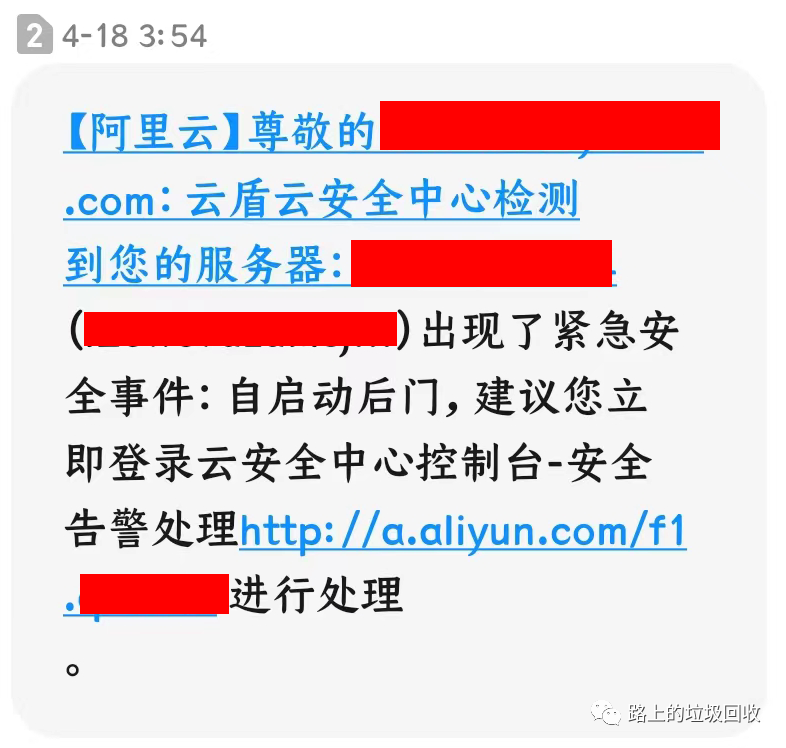 2 4-18 3:54
【阿里云】尊敬的
.com：云盾云安全中心检测
到您的服务器：
( )出现了紧急安
全事件：自启动后门，建议您立
即登录云安全中心控制台-安全
告警处理http://a.aliyun.com/f1
. 进行处理
。
路上的垃圾回收